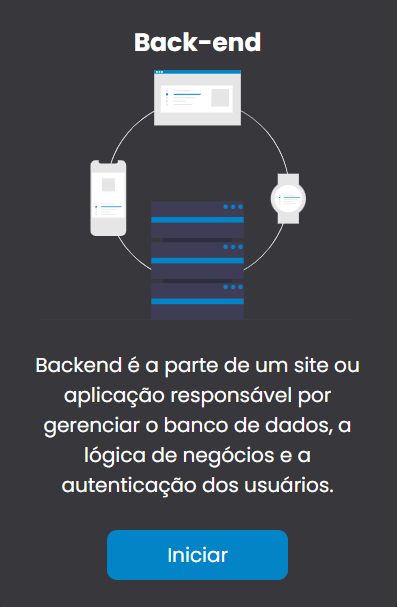 Back-end
Backend é a parte de um site ou
aplicação responsável por
gerenciar o banco de dados, a
lógica de negócios e a
autenticação dos usuários.
Iniciar